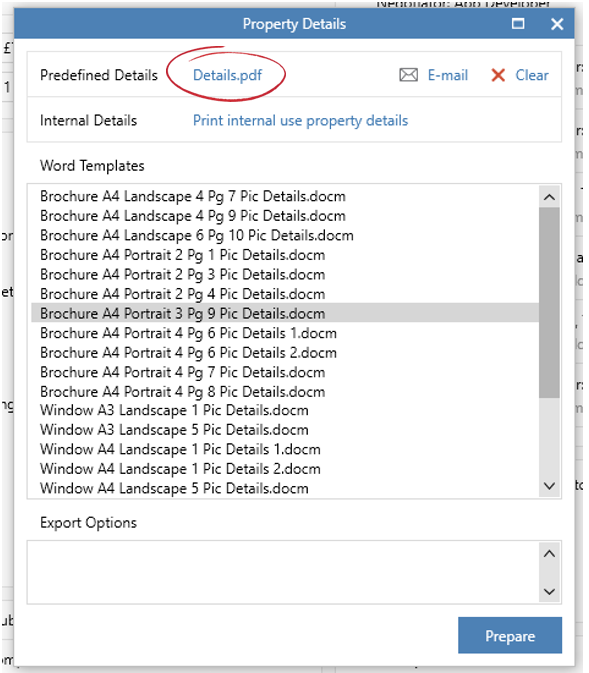 Negotiator: App Developer
Property Details
Predefined Details Details.pdf E-mail Clear
Internal Details Print internal use property details
Word Templates
Brochure A4 Landscape 4 Pg 7 Pic Details.docm
Brochure A4 Landscape 4 Pg 9 Pic Details.docm
Brochure A4 Landscape 6 Pg 10 Pic Details.docm
Brochure A4 Portrait 2 Pg 1 Pic Details.docm
Brochure A4 Portrait 2 Pg 3 Pic Details.docm
Brochure A4 Portrait 2 Pg 4 Pic Details.docm
Brochure A4 Portrait 3 Pg 9 Pic Details.docm
Brochure A4 Portrait 4 Pg 6 Pic Details 1.docm
Brochure A4 Portrait 4 Pg 6 Pic Details 2.docm
Brochure A4 Portrait 4 Pg 7 Pic Details.docm
Brochure A4 Portrait 4 Pg 8 Pic Details.docm
Window A3 Landscape 1 Pic Details.docm
Window A3 Landscape 5 Pic Details.docm
Window A4 Landscape 1 Pic Details 1.docm
Window A4 Landscape 1 Pic Details 2.docm
Window A4 Landscape 5 Pic Details.docm
Export Options
Prepare